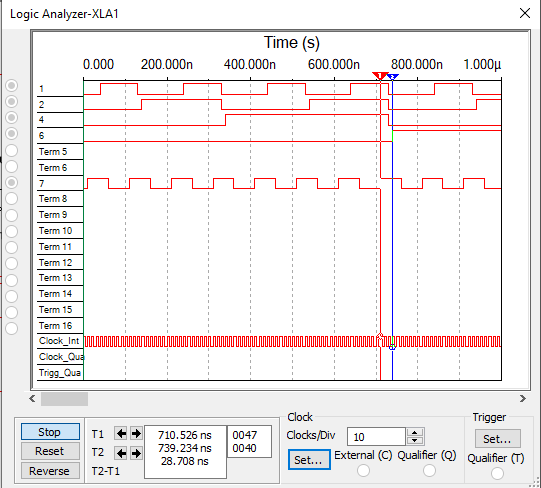 Logic Analyzer-XLA1
Time (s)
0.000 200.000n 400.000n 600.000n 800.000n 1.000µ
1 2
1
2
4
6
Term 5
Term 6
7
Term 8
Term 9
Term 10
Term 11
Term 12
Term 13
Term 14
Term 15
Term 16
Clock_Int
Clock_Qua
Trigg_Qua
Stop
Reset
Reverse
T1 710.526 ns 0047
T2 739.234 ns 0040
T2-T1 28.708 ns
Clock
Clocks/Div 10
Set... External (C) Qualifier (Q)
Trigger
Set...
Qualifier (T)